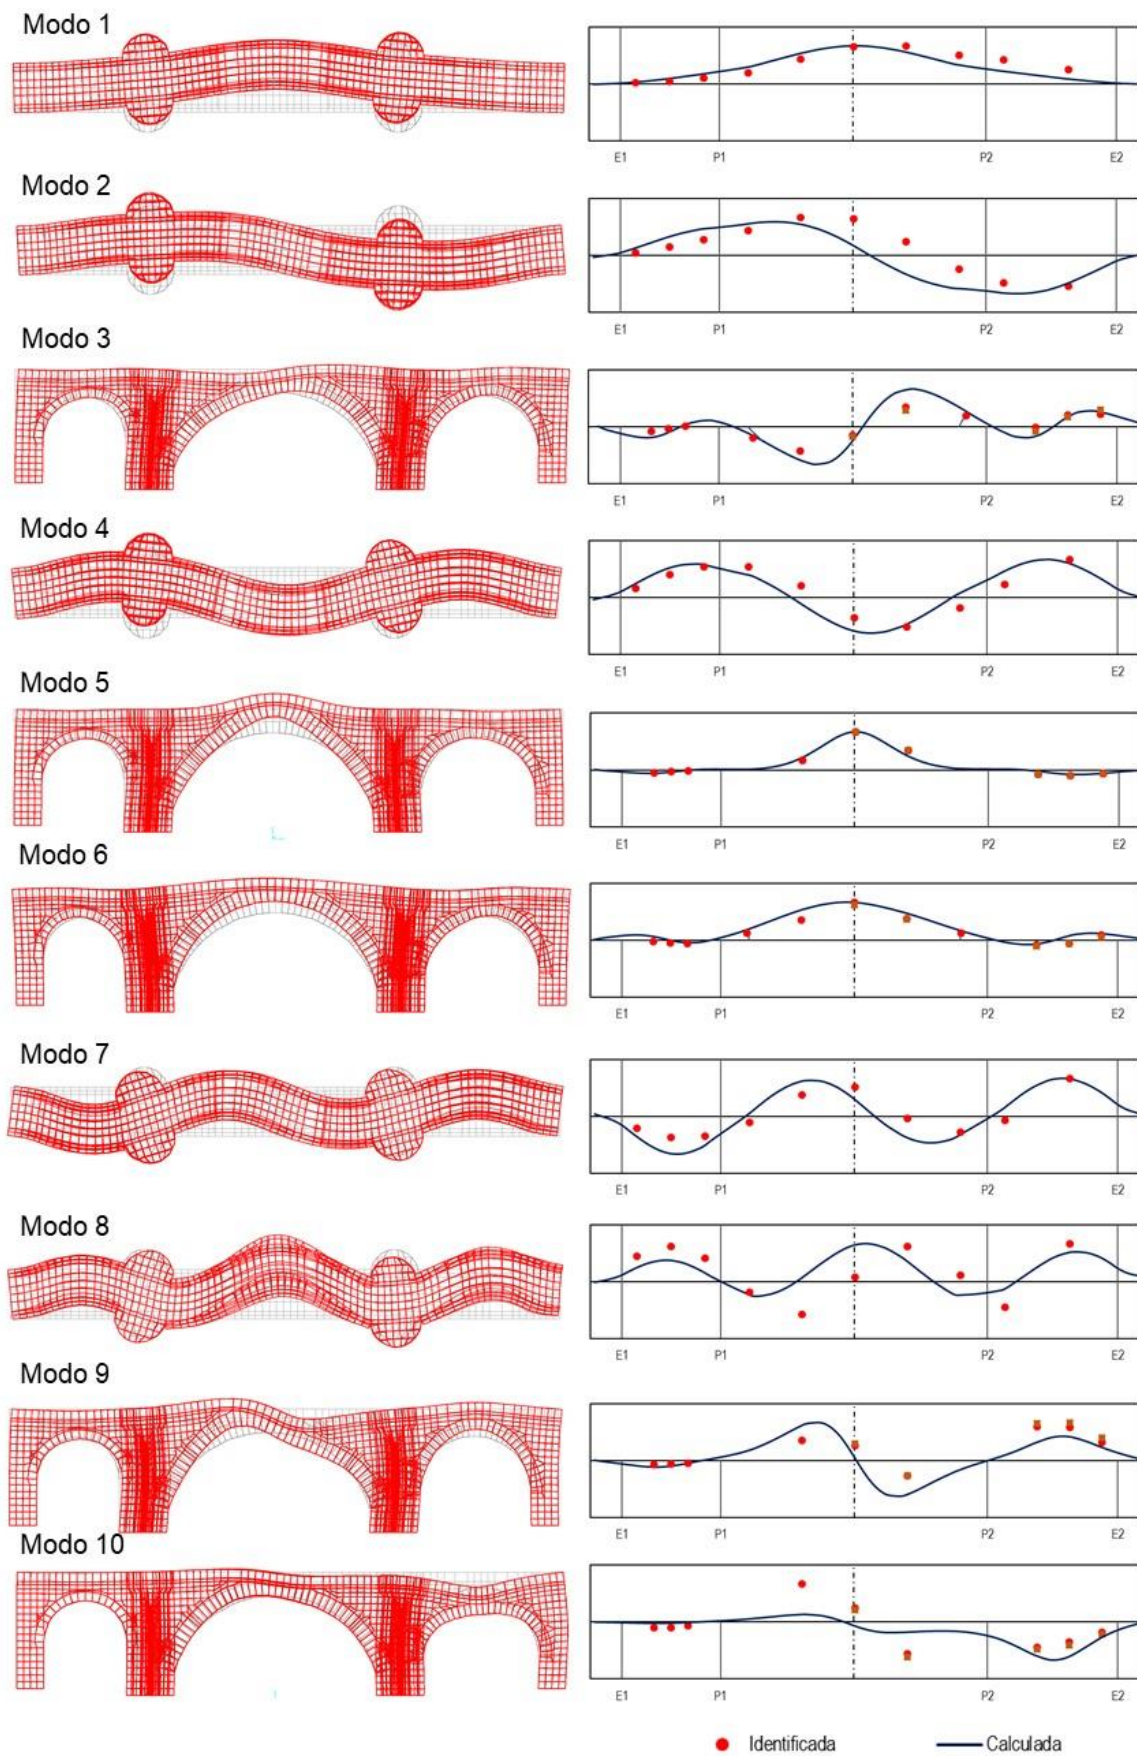 Modo 1
E1 P1 P2 E2
Modo 2
E1 P1 P2 E2
Modo 3
E1 P1 P2 E2
Modo 4
E1 P1 P2 E2
Modo 5
E1 P1 P2 E2
Modo 6
E1 P1 P2 E2
Modo 7
E1 P1 P2 E2
Modo 8
E1 P1 P2 E2
Modo 9
E1 P1 P2 E2
Modo 10
E1 P1 P2 E2
Identificada Calculada